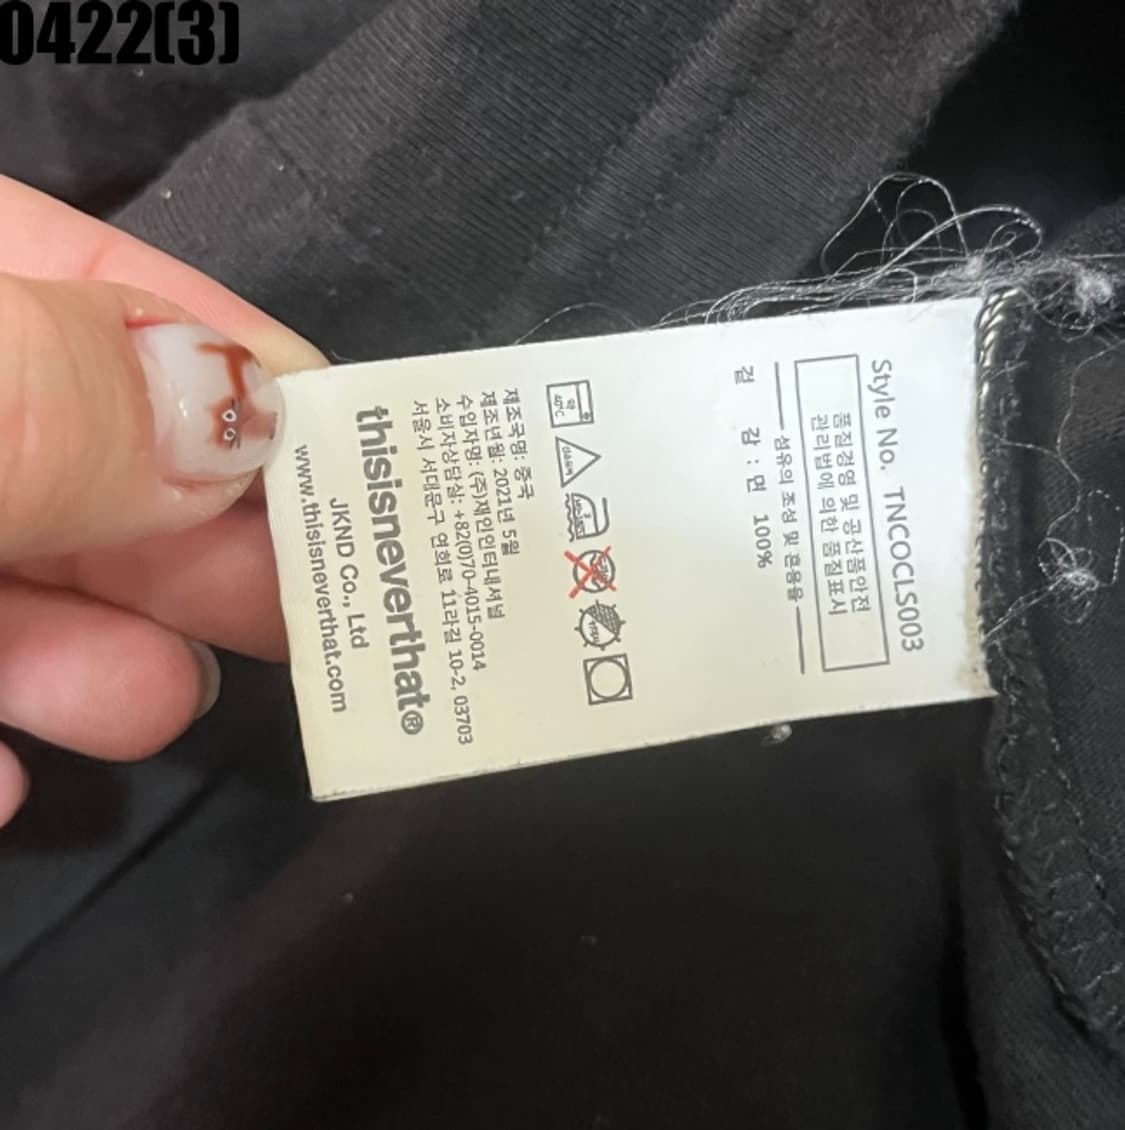 0422(3)
Style No. TNCOCLS003
품질경영 및 공산품안전
관리법에 의한 품질표시
섬유의 조성 및 혼용율
겉 감 : 면 100%
약
40°C
제조국명: 중국
제조년월: 2021년 5월
수입자명: (주)재인인터내셔널
소비자상담실: +82(0)70-4015-0014
서울시 서대문구 연희로 11라길 10-2, 03703
thisisneverthat®
JKND Co., Ltd
www.thisisneverthat.com